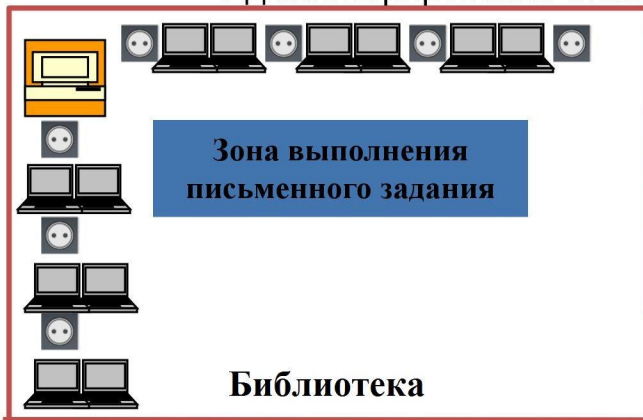 Зона выполнения
письменного задания
Библиотека